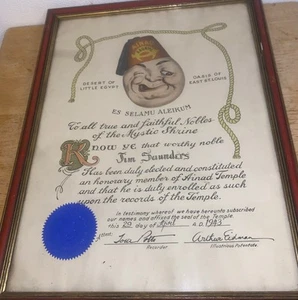 DESERT OF
LITTLE EGYPT
OASIS OF
EAST ST. LOUIS
ES SELAMU ALEIKUM
To all true and faithful Nobles
of the Mystic Shrine
Know ye that worthy noble
Jim Saunders
Has been duly elected and constituted
an honorary member of Ainad Temple
and that he is duly enrolled as such
upon the records of the Temple.
In testimony whereof we have hereunto subscribed
our names and affixed the seal of the Temple
this day of April A.D. 1983
Recorder
Illustrious Potentate